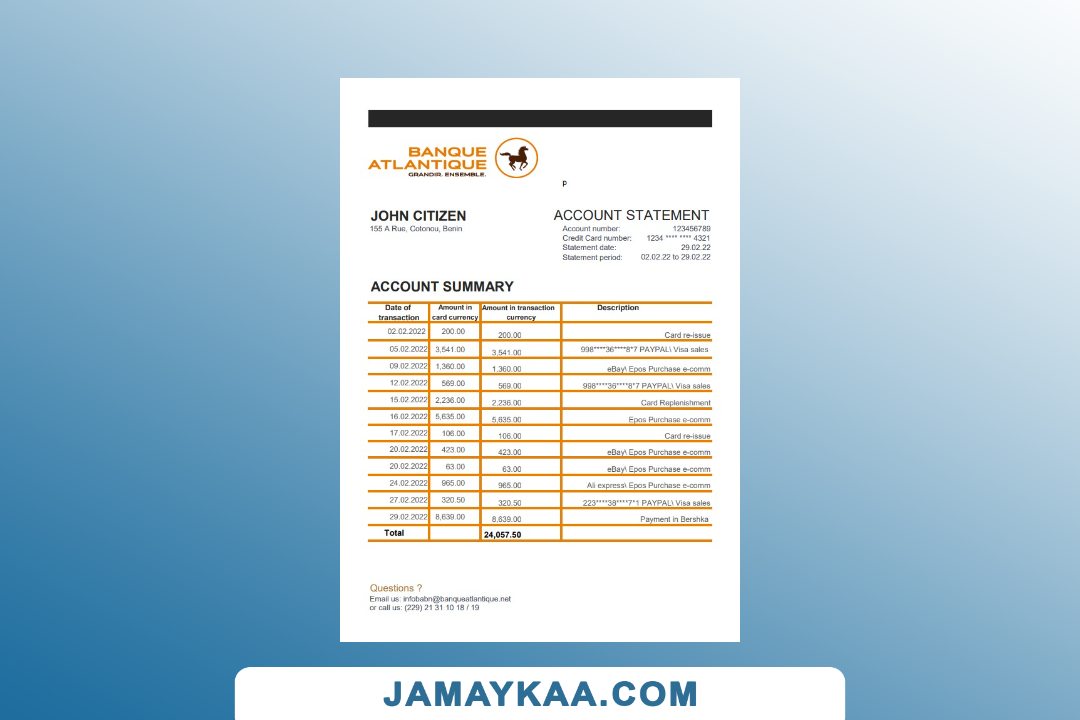 BANQUE
ATLANTIQUE
GRANDIR. ENSEMBLE.
p
JOHN CITIZEN
155 A Rue, Cotonou, Benin
ACCOUNT STATEMENT
Account number: 123456789
Credit Card number: 1234 **** **** 4321
Statement date: 29.02.22
Statement period: 02.02.22 to 29.02.22
ACCOUNT SUMMARY
Date of transaction Amount in card currency Amount in transaction currency Description
02.02.2022 200.00 200.00 Card re-issue
05.02.2022 3,541.00 3,541.00 998****36****8*7 PAYPAL\ Visa sales
09.02.2022 1,360.00 1,360.00 eBay\ Epos Purchase e-comm
12.02.2022 569.00 569.00 998****36****8*7 PAYPAL\ Visa sales
15.02.2022 2,236.00 2,236.00 Card Replenishment
16.02.2022 5,635.00 5,635.00 Epos Purchase e-comm
17.02.2022 106.00 106.00 Card re-issue
20.02.2022 423.00 423.00 eBay\ Epos Purchase e-comm
20.02.2022 63.00 63.00 eBay\ Epos Purchase e-comm
24.02.2022 965.00 965.00 Ali express\ Epos Purchase e-comm
27.02.2022 320.50 320.50 223****38****7*1 PAYPAL\ Visa sales
29.02.2022 8,639.00 8,639.00 Payment in Bershka
Total 24,057.50
Questions ?
Email us: infobabn@banqueatlantique.net
or call us: (229) 21 31 10 18 / 19
JAMAYKAA.COM